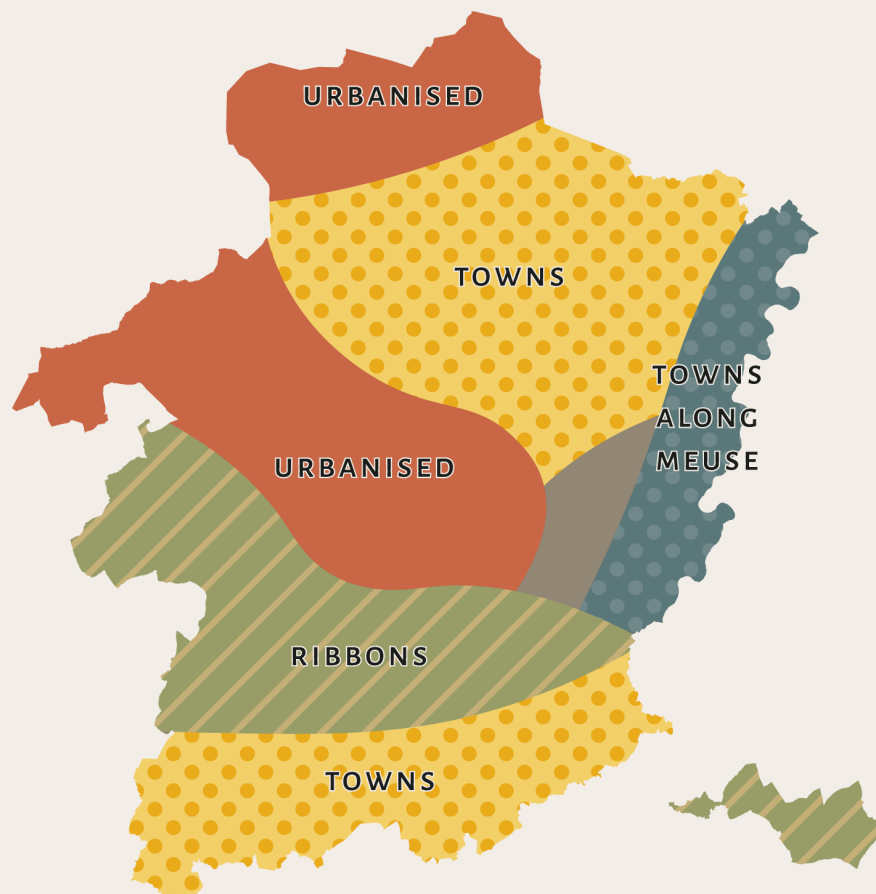 URBANISED
TOWNS
TOWNS
ALONG
MEUSE
URBANISED
RIBBONS
TOWNS